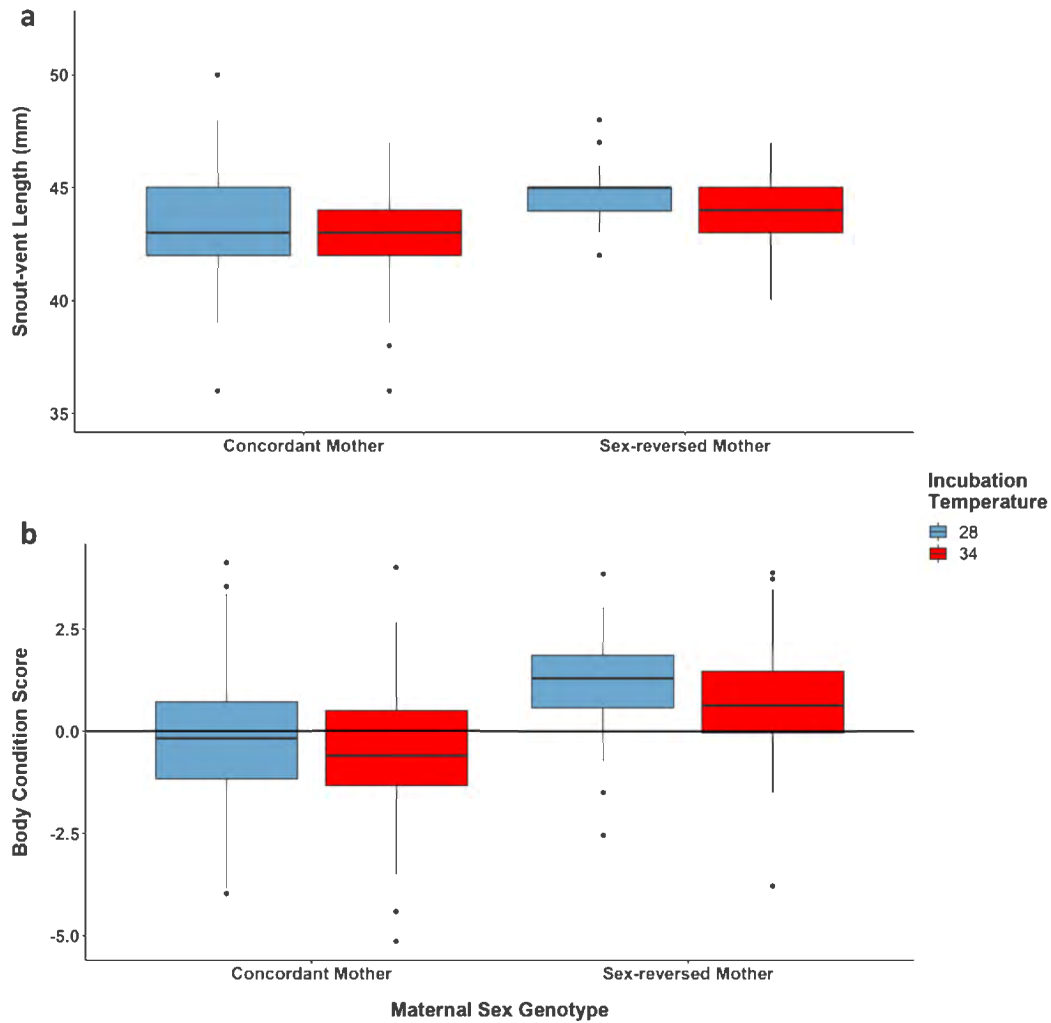 a
Snout-vent Length (mm)
50
45
40
35
Concordant Mother Sex-reversed Mother
Incubation
Temperature
28
34
b
Body Condition Score
2.5
0.0
-2.5
-5.0
Concordant Mother Sex-reversed Mother
Maternal Sex Genotype